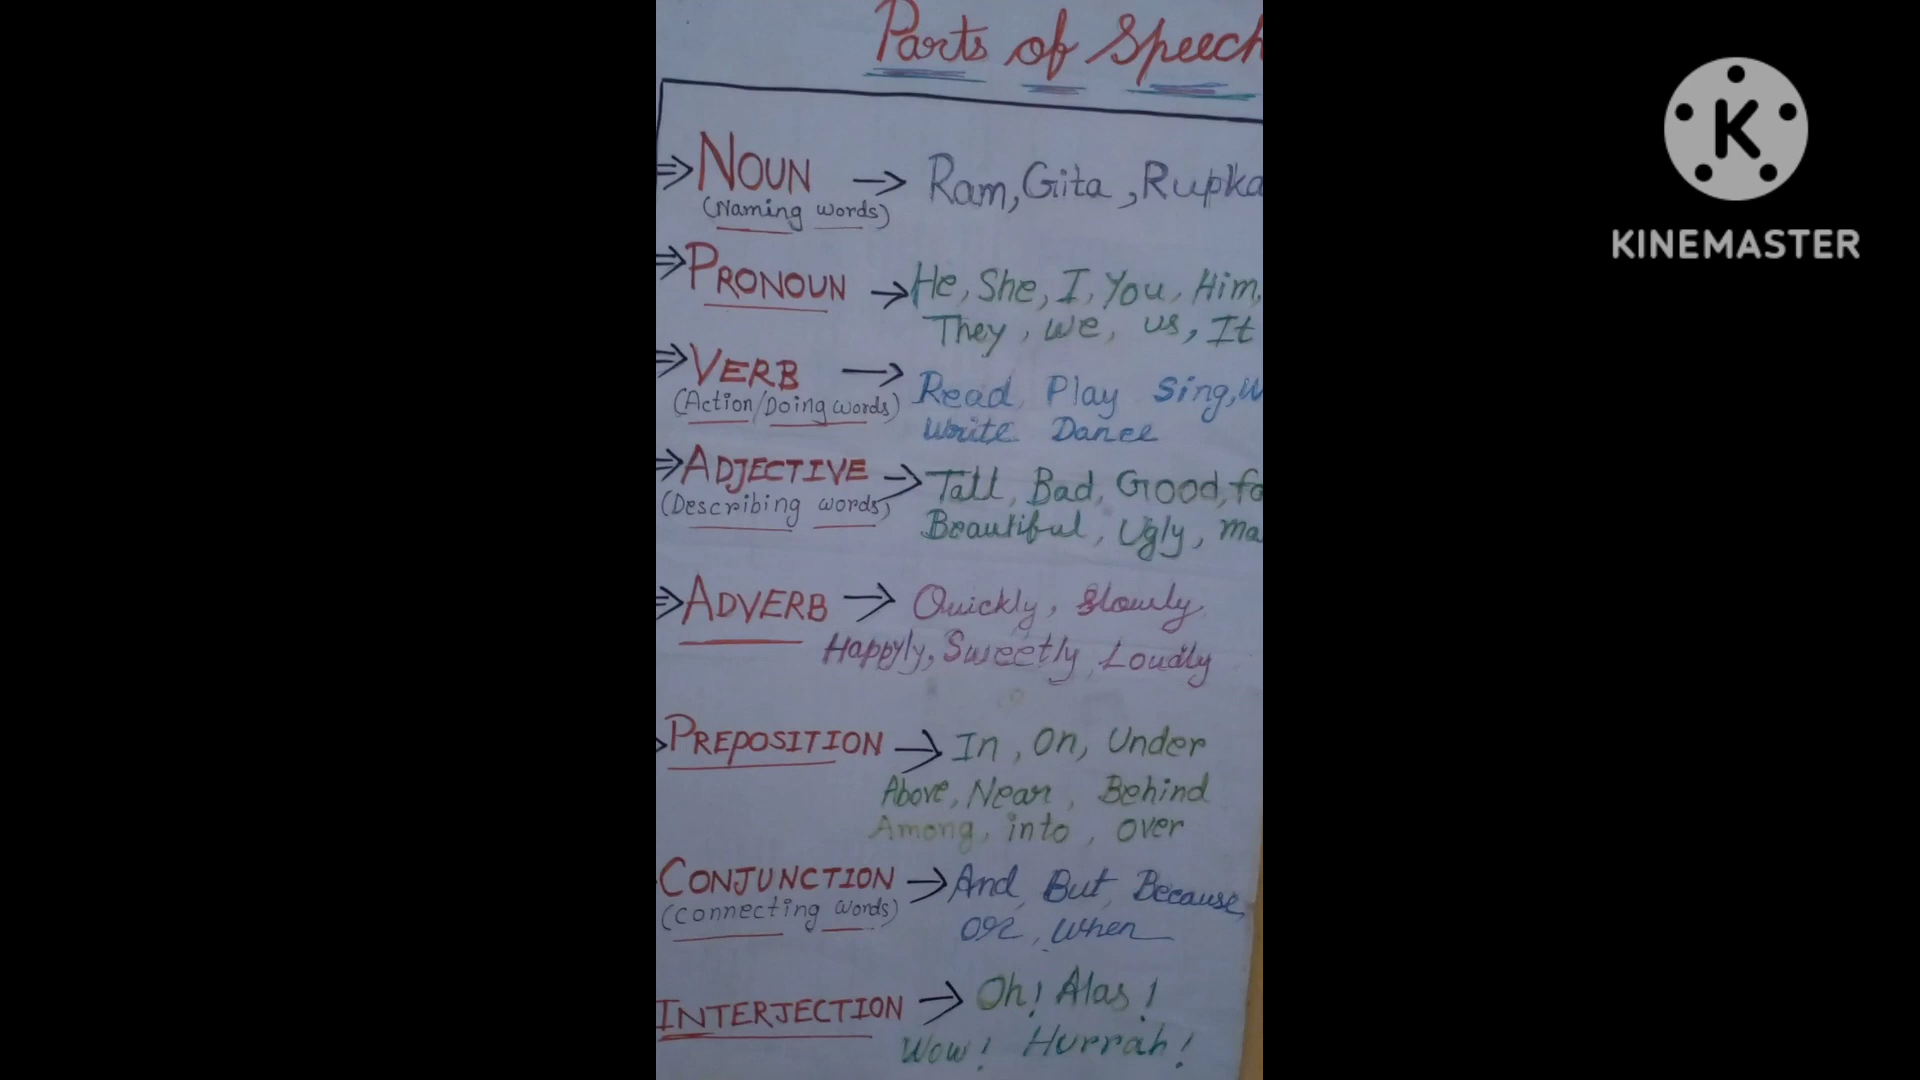 Parts of Speech
⇒ NOUN → Ram, Gita, Rupka
(Naming words)
⇒ PRONOUN → He, She, I, You, Him,
They, we, us, It
⇒ VERB → Read, Play Sing, W
(Action/Doing words)
Write Dance
⇒ ADJECTIVE → Tall, Bad, Good, fa
(Describing words)
Beautiful, Ugly, ma
⇒ ADVERB → Quickly, Slowly
Happyly, Sweetly, Loudly
PREPOSITION → In, On, Under
Above, Near, Behind
Among, into, over
CONJUNCTION → And, But, Because,
(connecting words)
or, when
INTERJECTION → Oh! Alas!
Wow! Hurrah!
K
KINEMASTER